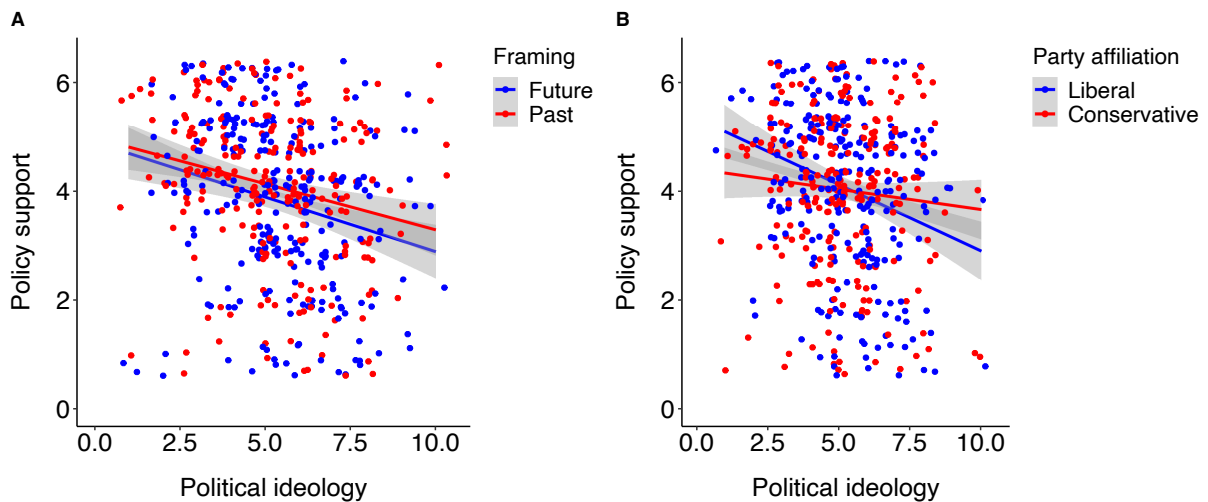 A
Policy support
6
4
2
0
0.0 2.5 5.0 7.5 10.0
Political ideology
Framing
Future
Past
B
Policy support
6
4
2
0
0.0 2.5 5.0 7.5 10.0
Political ideology
Party affiliation
Liberal
Conservative